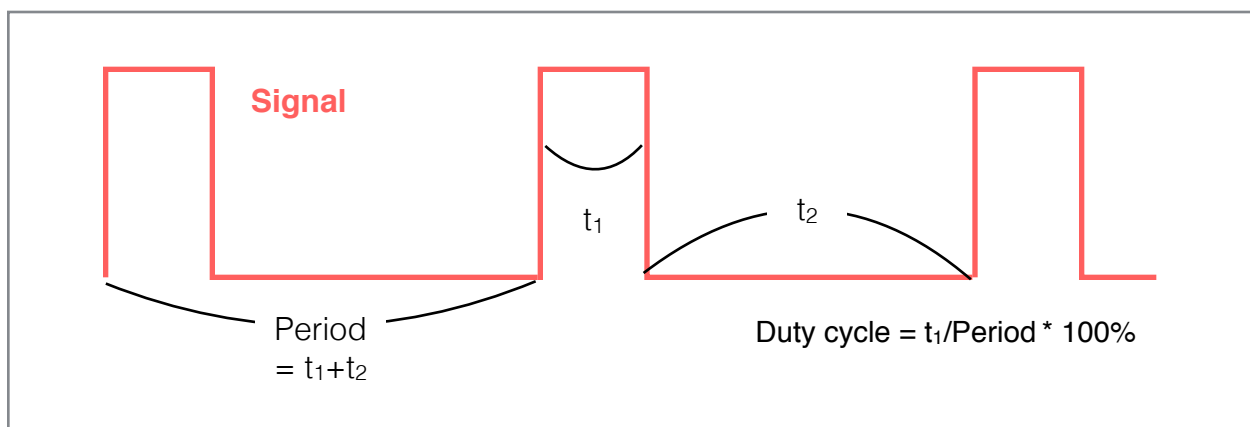 Signal
t₁
t₂
Period
= t₁+t₂
Duty cycle = t₁/Period * 100%